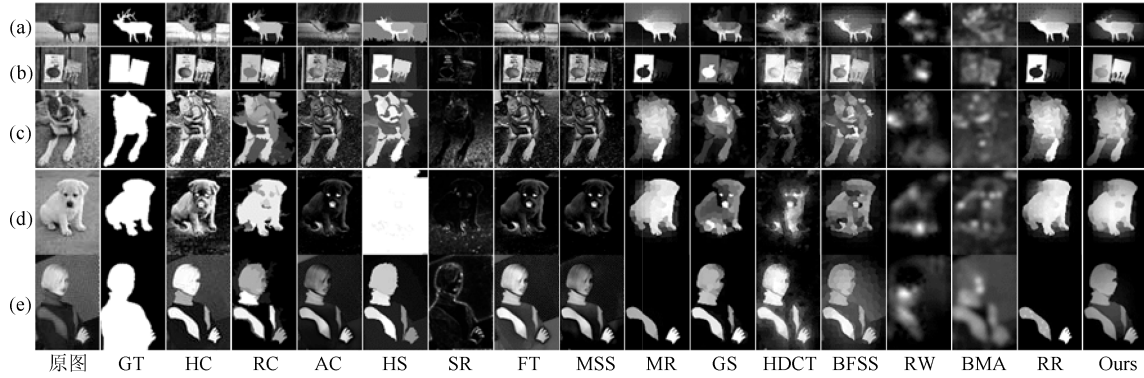 (a)
(b)
(c)
(d)
(e)
原图 GT HC RC AC HS SR FT MSS MR GS HDCT BFSS RW BMA RR Ours